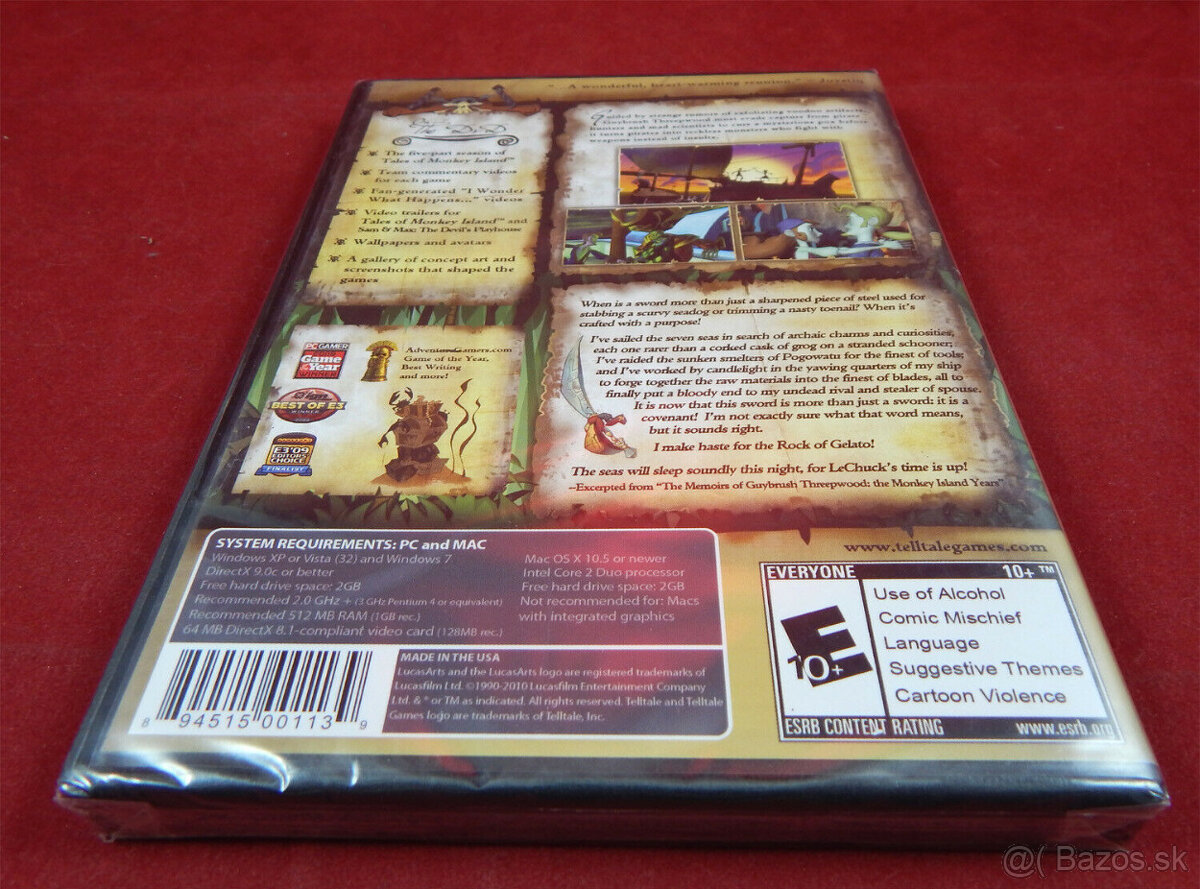 "...A wonderful, heart-warming reunion."
The five-part season of
Tales of Monkey Island™
Team commentary videos
for each game
Fan-generated "I Wonder
What Happens..." videos
Video trailers for
Tales of Monkey Island™ and
Sam & Max: The Devil's Playhouse
Wallpapers and avatars
A gallery of concept art and
screenshots that shaped the
games
Guided by strange rumors of exfoliating voodoo artifacts,
Guybrush Threepwood must evade capture from pirate
hunters and mad scientists to cure a mysterious pox before
it turns pirates into reckless monsters who fight with
weapons instead of insults.
When is a sword more than just a sharpened piece of steel used for
stabbing a scurvy seadog or trimming a nasty toenail? When it's
crafted with a purpose!
I've sailed the seven seas in search of archaic charms and curiosities,
each one rarer than a corked cask of grog on a stranded schooner;
I've raided the sunken smelters of Pogowatu for the finest of tools;
and I've worked by candlelight in the yawing quarters of my ship
to forge together the raw materials into the finest of blades, all to
finally put a bloody end to my undead rival and stealer of spouse.
It is now that this sword is more than just a sword: it is a
covenant! I'm not exactly sure what that word means,
but it sounds right.
I make haste for the Rock of Gelato!
The seas will sleep soundly this night, for LeChuck's time is up!
--Excerpted from "The Memoirs of Guybrush Threepwood: the Monkey Island Years"
PC GAMER
Game of the
Year
WINNER
AdventureGamers.com
Game of the Year,
Best Writing
and more!
BEST OF E3
WINNER
E3'09
EDITORS
CHOICE
FINALIST
SYSTEM REQUIREMENTS: PC and MAC
Windows XP or Vista (32) and Windows 7
DirectX 9.0c or better
Free hard drive space: 2GB
Recommended 2.0 GHz + (3 GHz Pentium 4 or equivalent)
Recommended 512 MB RAM (1GB rec.)
64 MB DirectX 8.1-compliant video card (128MB rec.)
Mac OS X 10.5 or newer
Intel Core 2 Duo processor
Free hard drive space: 2GB
Not recommended for: Macs
with integrated graphics
www.telltalegames.com
EVERYONE 10+ ™
E
10+
Use of Alcohol
Comic Mischief
Language
Suggestive Themes
Cartoon Violence
ESRB CONTENT RATING www.esrb.org
MADE IN THE USA
LucasArts and the LucasArts logo are registered trademarks of
Lucasfilm Ltd. ©1990-2010 Lucasfilm Entertainment Company
Ltd. & ® or TM as indicated. All rights reserved. Telltale and Telltale
Games logo are trademarks of Telltale, Inc.
8 94515 00113 9
@( Bazos.sk